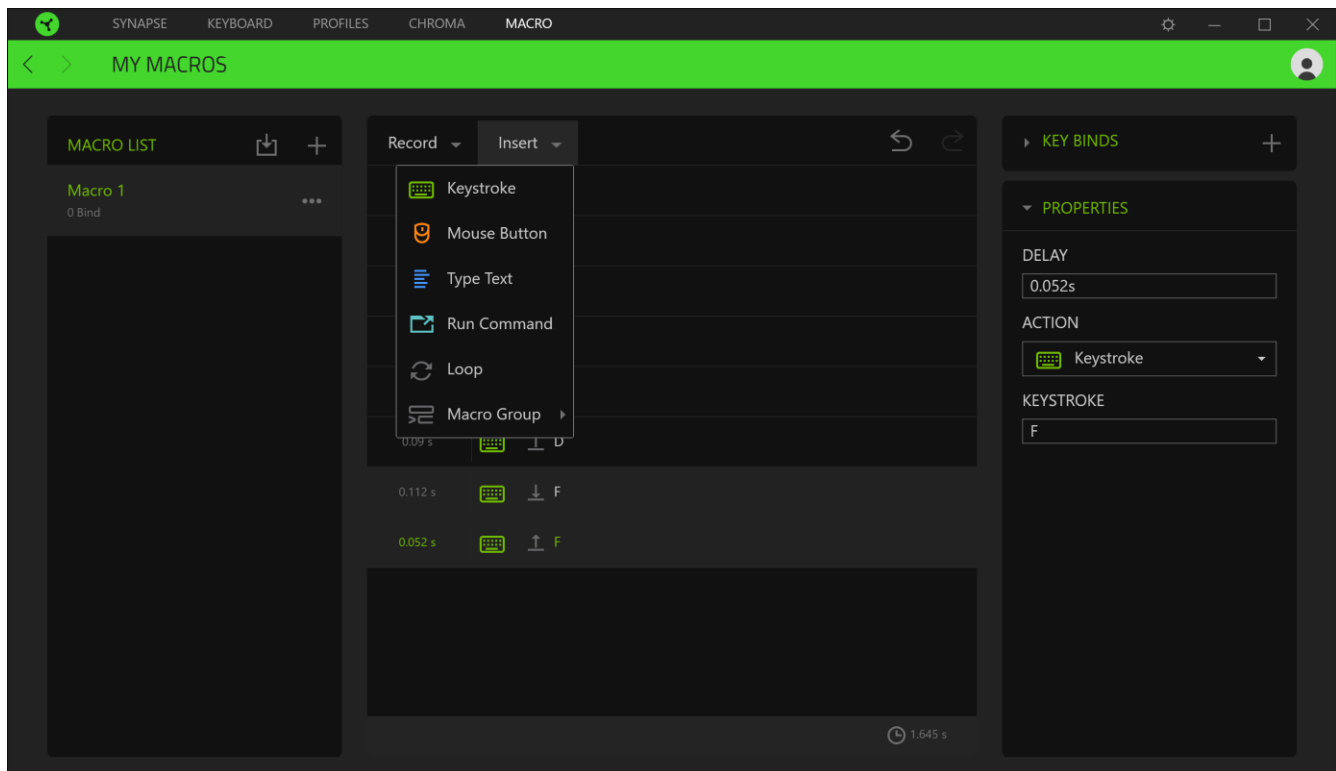 SYNAPSE KEYBOARD PROFILES CHROMA MACRO
MY MACROS
MACRO LIST
Macro 1
0 Bind
Record Insert
Keystroke
Mouse Button
Type Text
Run Command
Loop
Macro Group
0.09 s D
0.112 s F
0.052 s F
1.645 s
KEY BINDS
PROPERTIES
DELAY
0.052s
ACTION
Keystroke
KEYSTROKE
F